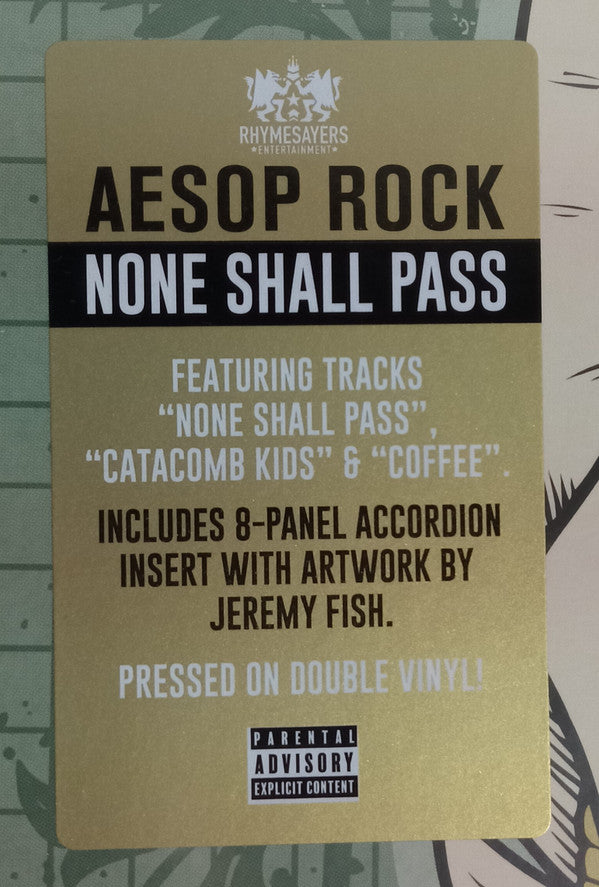 RHYMESAYERS
★ENTERTAINMENT★
AESOP ROCK
NONE SHALL PASS
FEATURING TRACKS
“NONE SHALL PASS”,
“CATACOMB KIDS” & “COFFEE”.
INCLUDES 8-PANEL ACCORDION
INSERT WITH ARTWORK BY
JEREMY FISH.
PRESSED ON DOUBLE VINYL!
PARENTAL
ADVISORY
EXPLICIT CONTENT